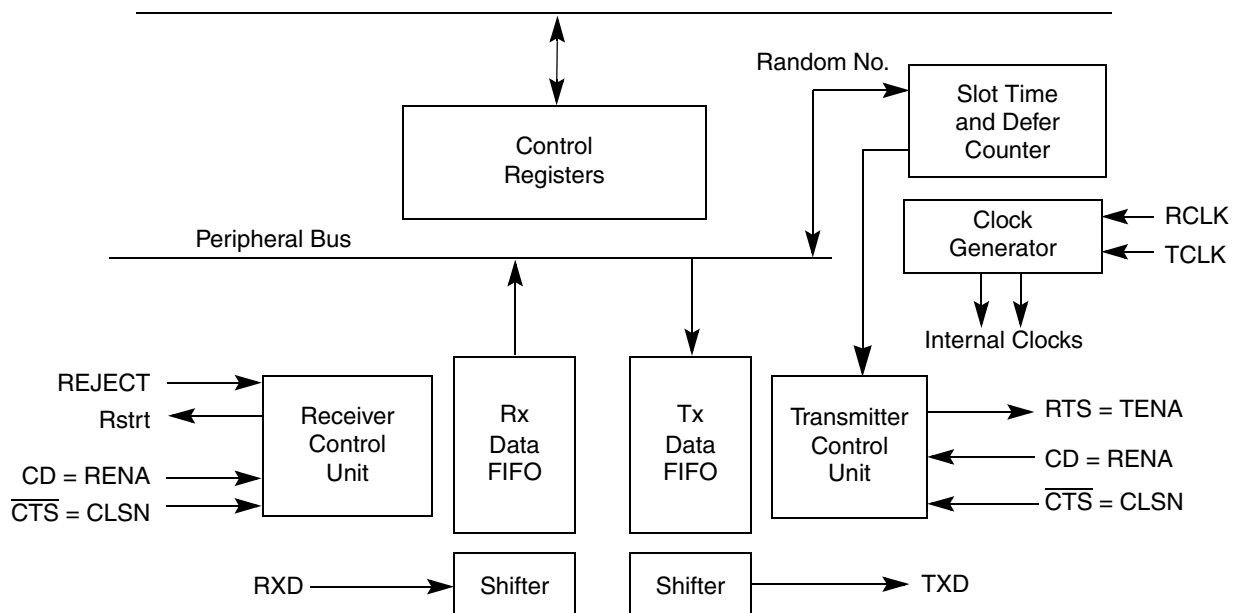 Random No.
Slot Time
and Defer
Counter
Control
Registers
RCLK
Clock
Generator
TCLK
Peripheral Bus
Internal Clocks
REJECT
Rstrt
Receiver
Control
Unit
CD = RENA
CTS = CLSN
Rx
Data
FIFO
Tx
Data
FIFO
Transmitter
Control
Unit
RTS = TENA
CD = RENA
CTS = CLSN
RXD
Shifter
Shifter
TXD